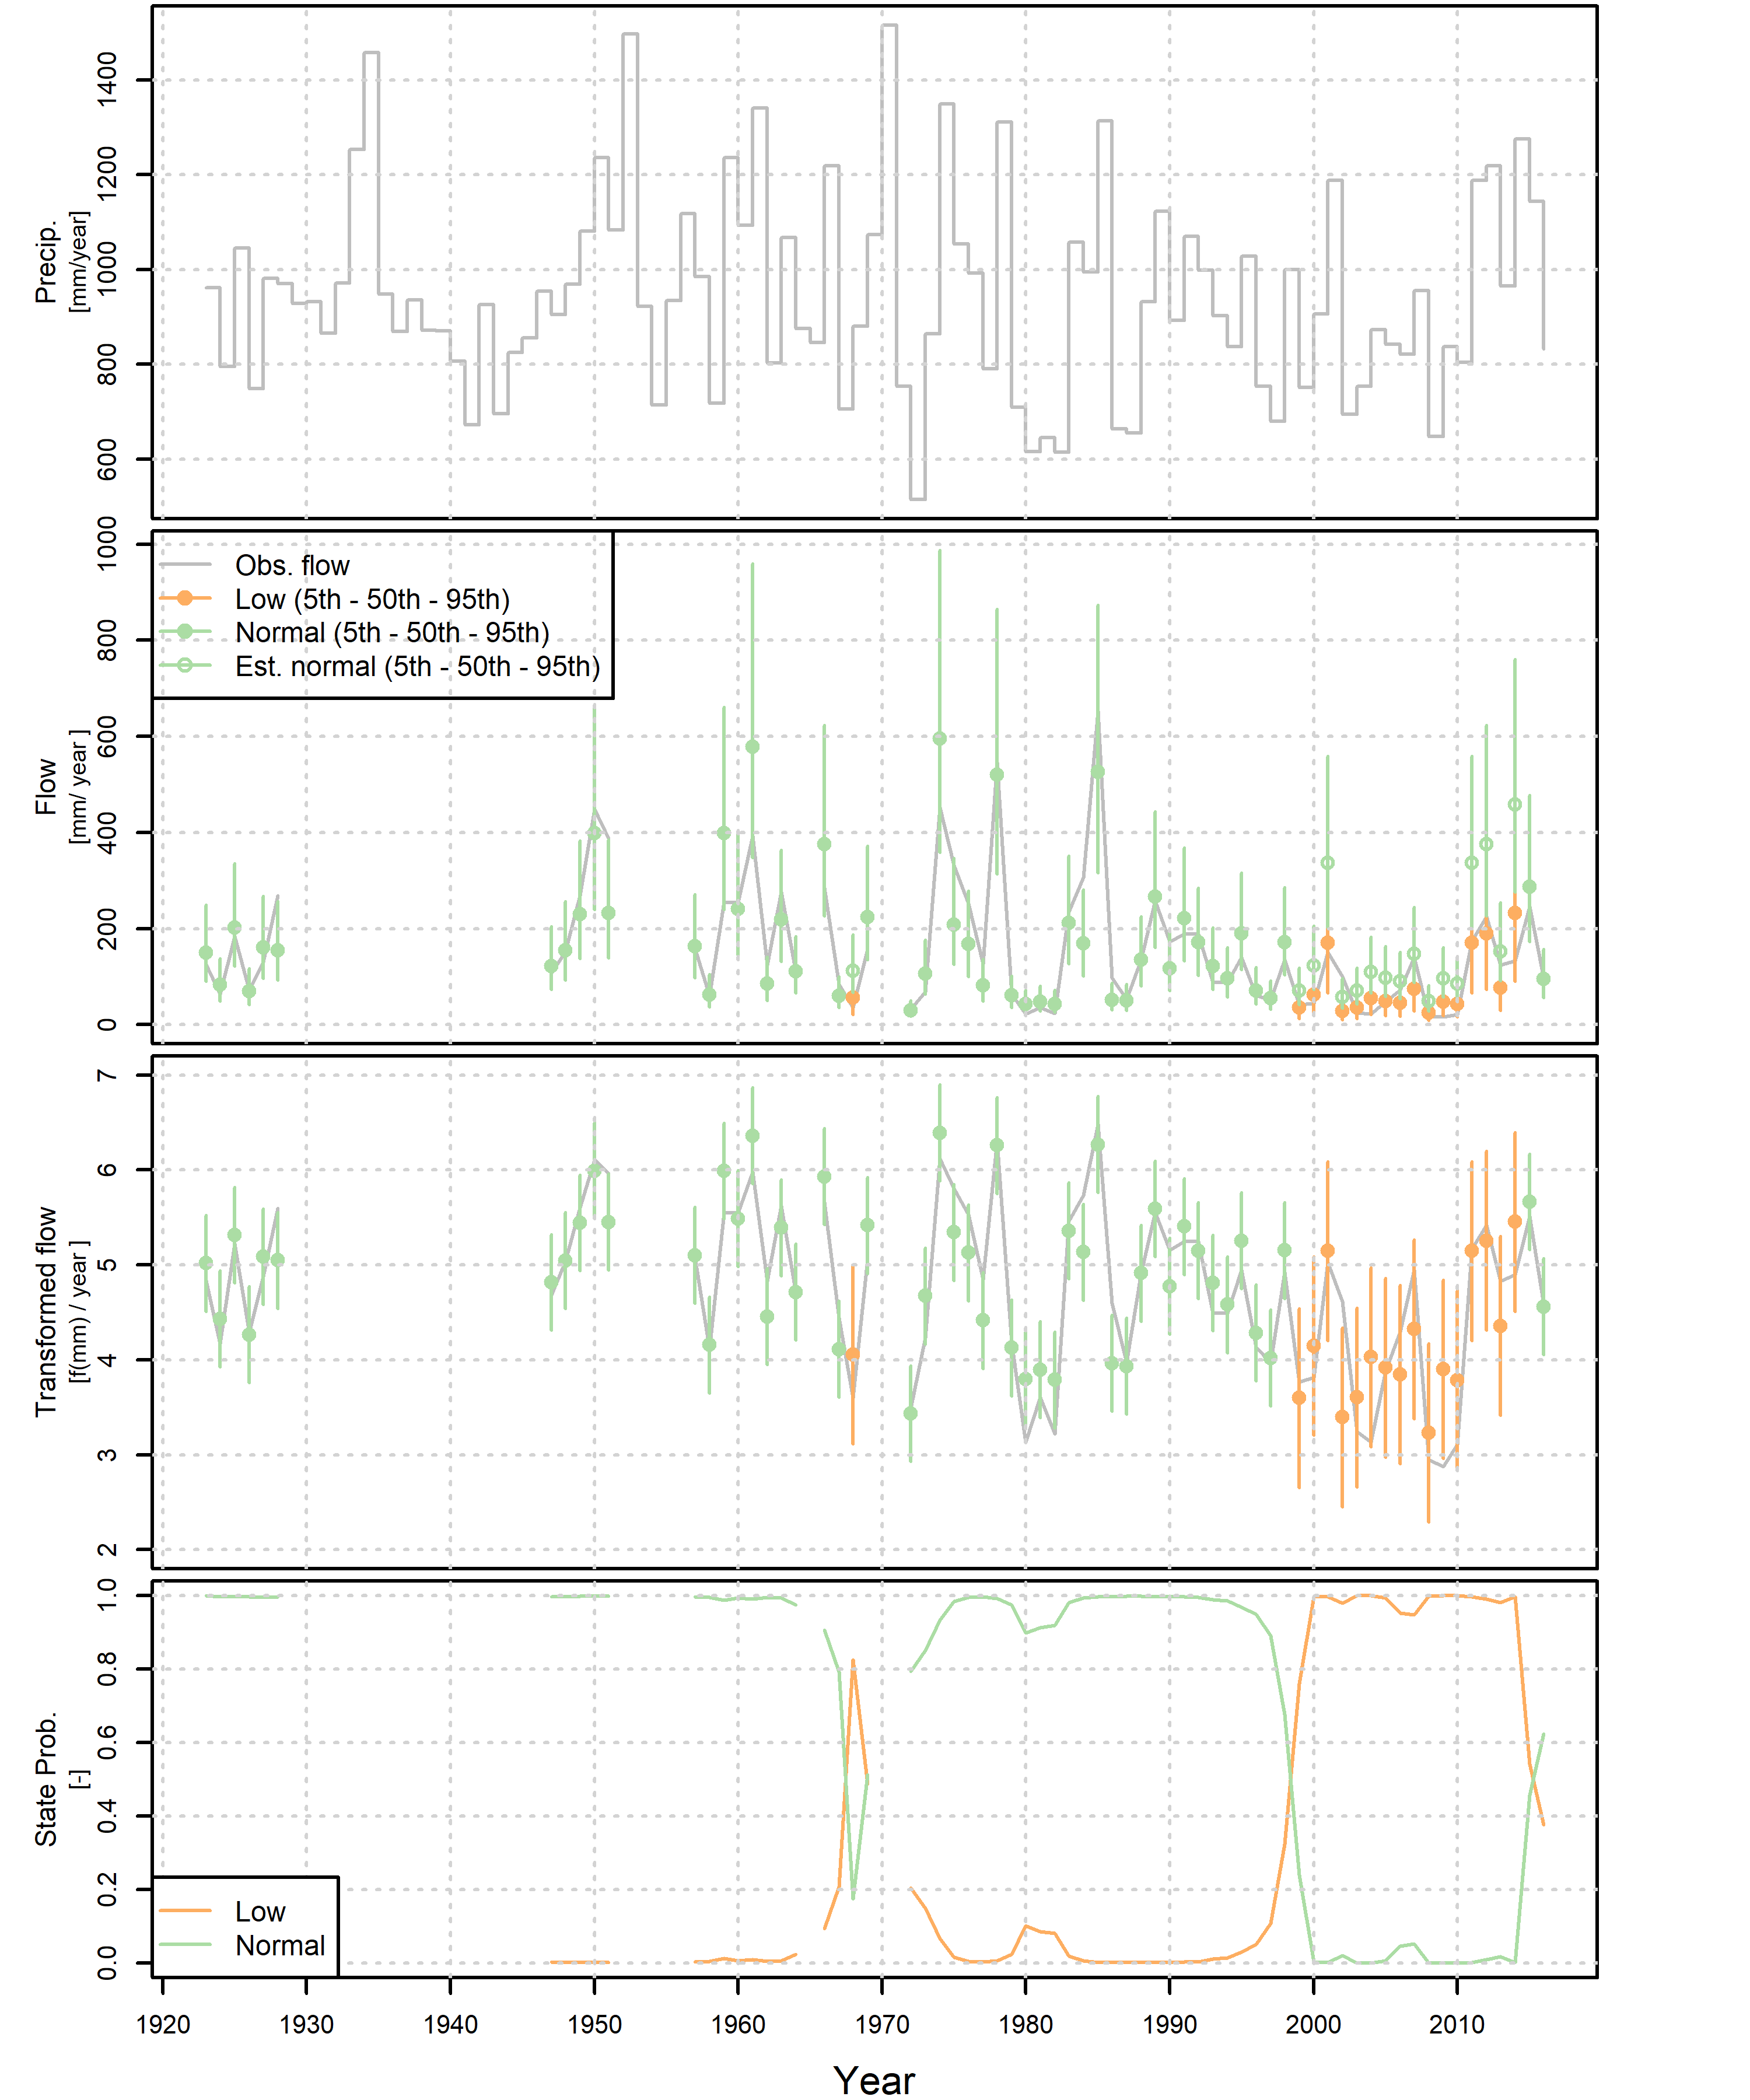 Precip.
[mm/year]
1400
1200
1000
800
600
Flow
[mm/ year ]
1000
800
600
400
200
0
Obs. flow
Low (5th - 50th - 95th)
Normal (5th - 50th - 95th)
Est. normal (5th - 50th - 95th)
Transformed flow
[f(mm) / year ]
7
6
5
4
3
2
State Prob.
[-]
1.0
0.8
0.6
0.4
0.2
0.0
Low
Normal
1920 1930 1940 1950 1960 1970 1980 1990 2000 2010
Year